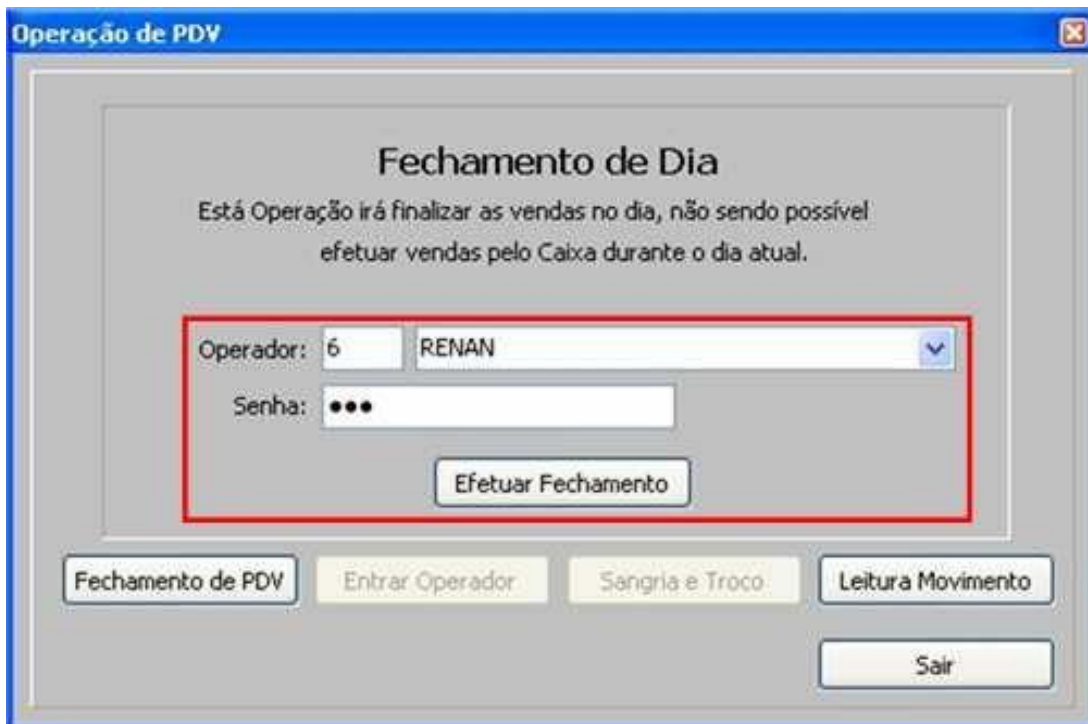 Operação de PDV
Fechamento de Dia
Está Operação irá finalizar as vendas no dia, não sendo possível
efetuar vendas pelo Caixa durante o dia atual.
Operador: 6 RENAN
Senha: •••
Efetuar Fechamento
Fechamento de PDV Entrar Operador Sangria e Troco Leitura Movimento
Sair